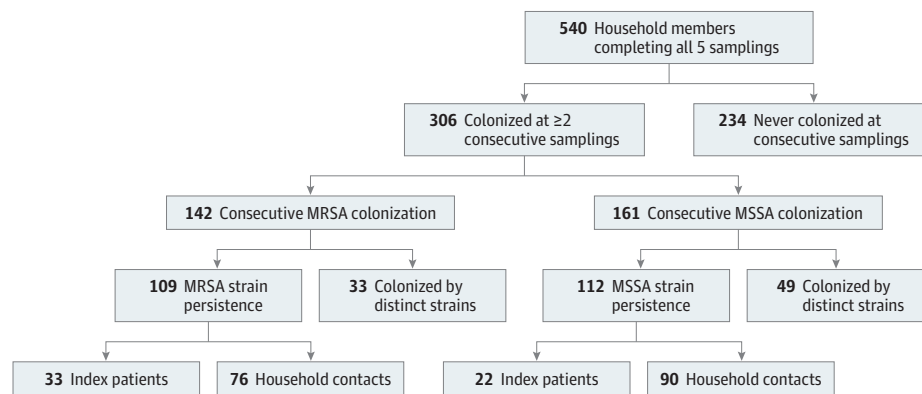 540 Household members
completing all 5 samplings
306 Colonized at ≥2
consecutive samplings
234 Never colonized at
consecutive samplings
142 Consecutive MRSA colonization
161 Consecutive MSSA colonization
109 MRSA strain
persistence
33 Colonized by
distinct strains
112 MSSA strain
persistence
49 Colonized by
distinct strains
33 Index patients
76 Household contacts
22 Index patients
90 Household contacts